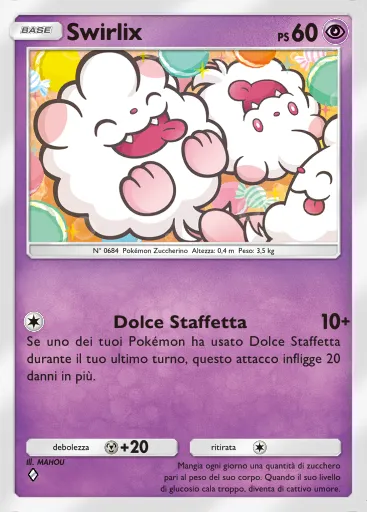 BASE Swirlix PS 60
N° 0684 Pokémon Zuccherino Altezza: 0,4 m Peso: 3,5 kg
Dolce Staffetta 10+
Se uno dei tuoi Pokémon ha usato Dolce Staffetta
durante il tuo ultimo turno, questo attacco infligge 20
danni in più.
debolezza +20 ritirata
Ill. MAHOU
Mangia ogni giorno una quantità di zucchero
pari al peso del suo corpo. Quando il suo livello
di glucosio cala troppo, diventa di cattivo umore.